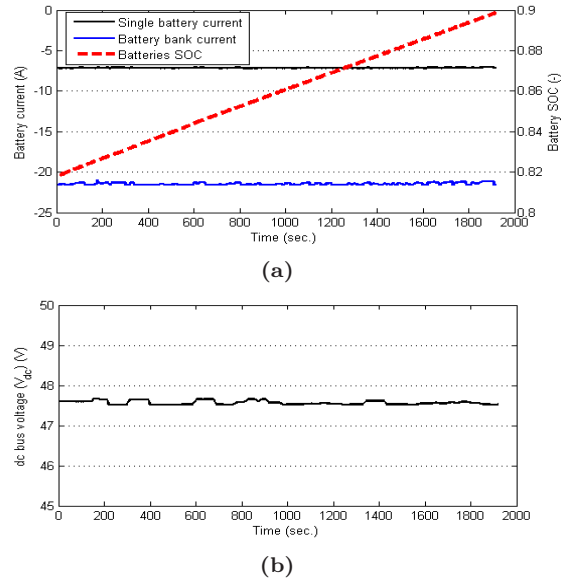 Single battery current
Battery bank current
Batteries SOC
Battery current (A)
0
-5
-10
-15
-20
-25
Battery SOC (-)
0.9
0.88
0.86
0.84
0.82
0.8
0 200 400 600 800 1000 1200 1400 1600 1800 2000
Time (sec.)
(a)
dc bus voltage (Vdc) (V)
50
49
48
47
46
45
0 200 400 600 800 1000 1200 1400 1600 1800 2000
Time (sec.)
(b)